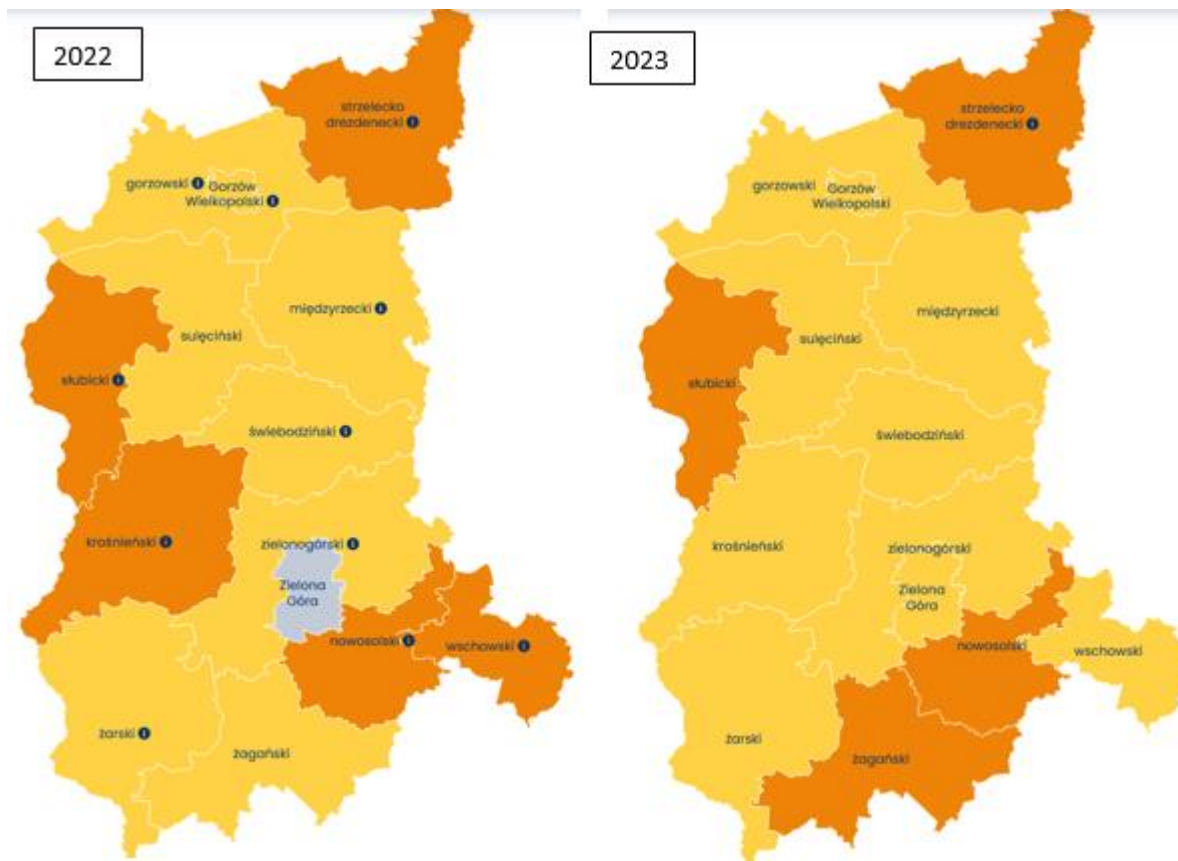 2022
strzelecko
drezdenecki
gorzowski
Gorzów
Wielkopolski
międzyrzecki
sulęciński
słubicki
świebodziński
krośnieński
zielonogórski
Zielona
Góra
nowosolski
wschowski
żarski
żagański
2023
strzelecko
drezdenecki
gorzowski
Gorzów
Wielkopolski
międzyrzecki
sulęciński
słubicki
świebodziński
krośnieński
zielonogórski
Zielona
Góra
nowosolski
wschowski
żarski
żagański